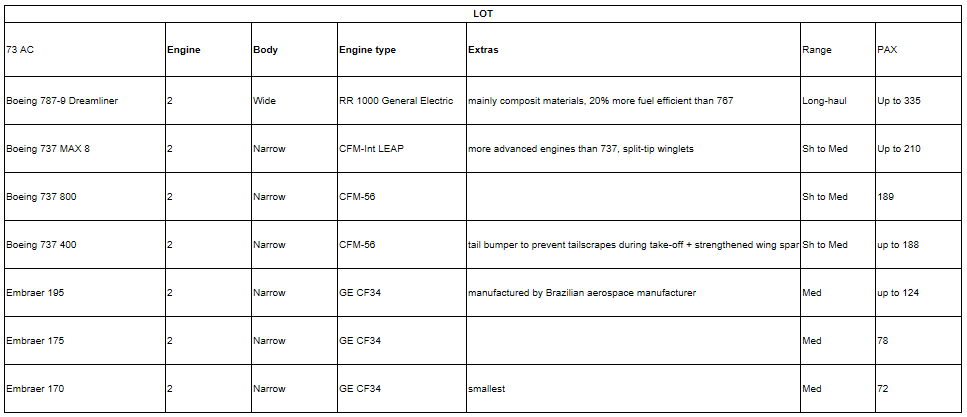 LOT
73 AC Engine Body Engine type Extras Range PAX
Boeing 787-9 Dreamliner 2 Wide RR 1000 General Electric mainly composit materials, 20% more fuel efficient than 767 Long-haul Up to 335
Boeing 737 MAX 8 2 Narrow CFM-Int LEAP more advanced engines than 737, split-tip winglets Sh to Med Up to 210
Boeing 737 800 2 Narrow CFM-56 Sh to Med 189
Boeing 737 400 2 Narrow CFM-56 tail bumper to prevent tailscrapes during take-off + strengthened wing spar Sh to Med up to 188
Embraer 195 2 Narrow GE CF34 manufactured by Brazilian aerospace manufacturer Med up to 124
Embraer 175 2 Narrow GE CF34 Med 78
Embraer 170 2 Narrow GE CF34 smallest Med 72